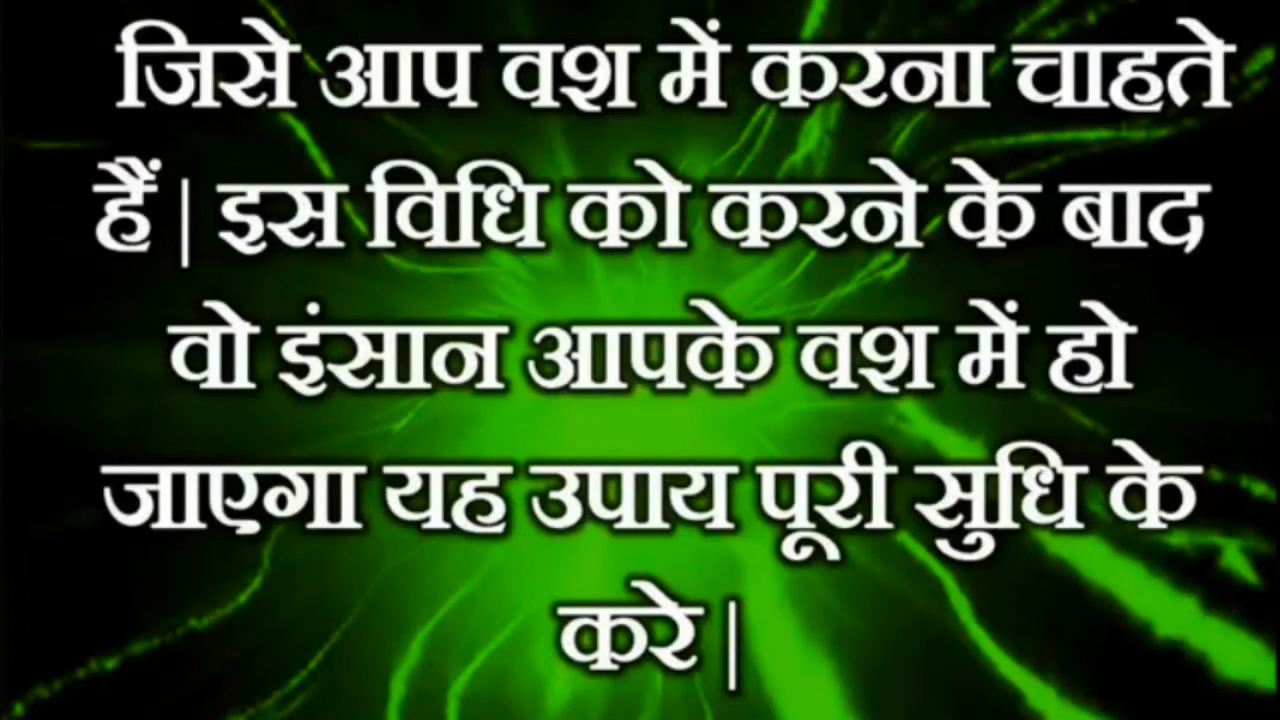 जिसे आप वश में करना चाहते
हैं | इस विधि को करने के बाद
वो इंसान आपके वश में हो
जाएगा यह उपाय पूरी सुधि के
करे |